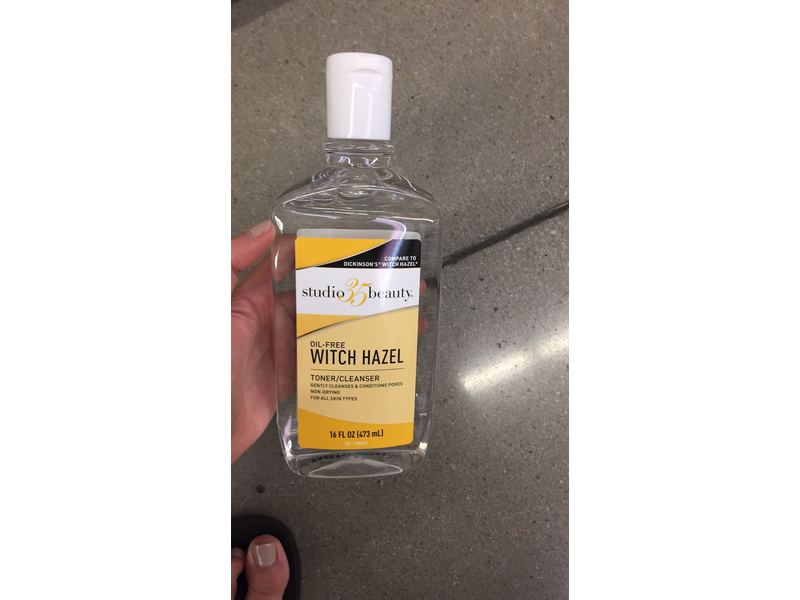 COMPARE TO
DICKINSON'S® WITCH HAZEL*
studio 35 beauty.
OIL-FREE
WITCH HAZEL
TONER/CLEANSER
GENTLY CLEANSES & CONDITIONS PORES
NON-DRYING
FOR ALL SKIN TYPES
16 FL OZ (473 mL)